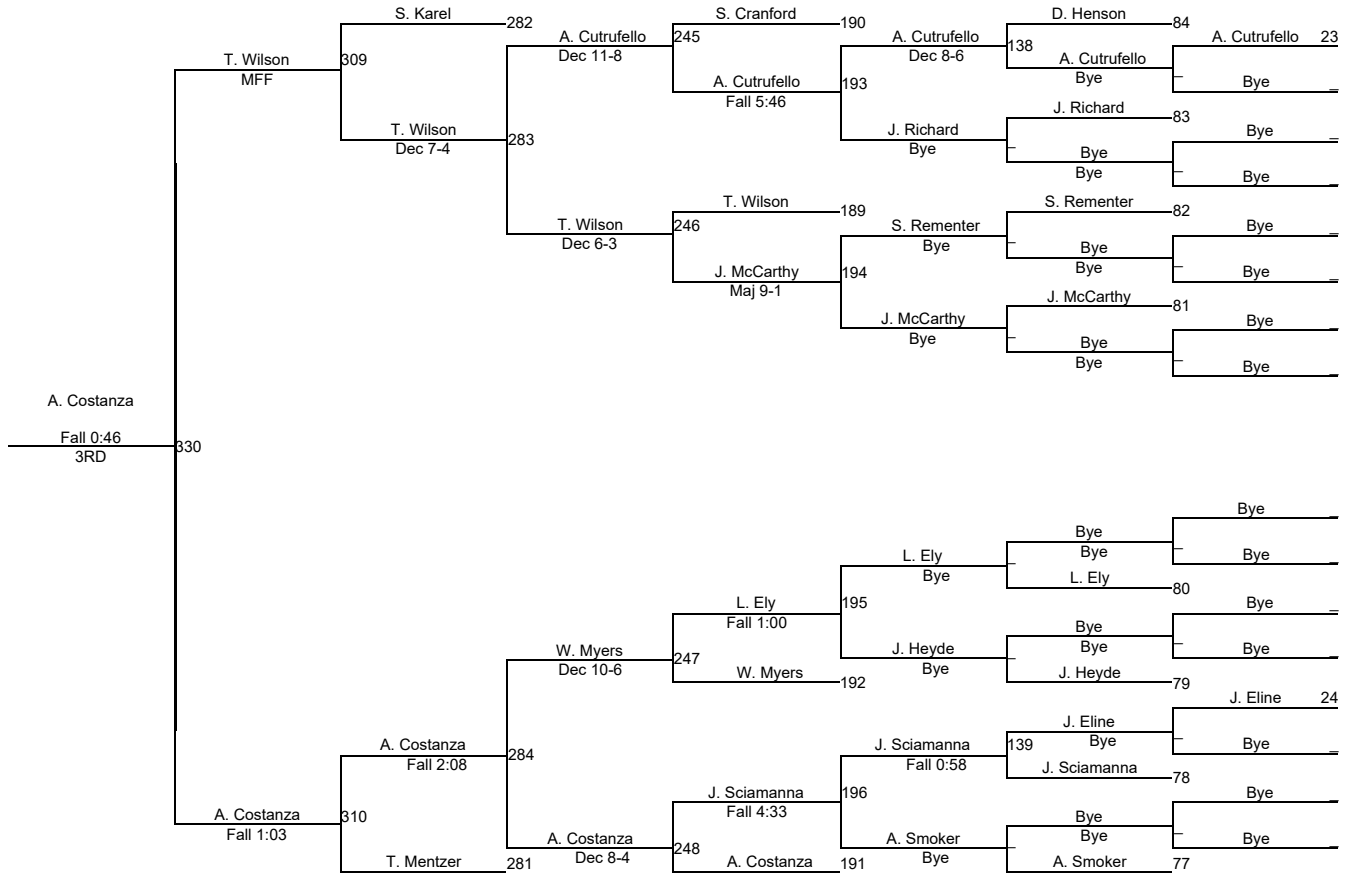 S. Karel 282 S. Cranford 190 D. Henson 84
A. Cutrufello 245 A. Cutrufello 138 A. Cutrufello 23
Dec 11-8 Dec 8-6
T. Wilson 309 A. Cutrufello
MFF Bye _
A. Cutrufello 193 Bye _
Fall 5:46
J. Richard 83
T. Wilson 283 J. Richard Bye _
Dec 7-4 Bye _
Bye _
Bye Bye _
T. Wilson 189 S. Rementer 82
T. Wilson 246 S. Rementer Bye _
Dec 6-3 Bye _
Bye _
J. McCarthy 194 Bye Bye _
Maj 9-1
J. McCarthy 81
J. McCarthy Bye _
Bye _
Bye _
Bye Bye _
A. Costanza
Fall 0:46 330
3RD
Bye _
Bye
L. Ely Bye _
Bye _ Bye _
L. Ely 80
L. Ely 195 Bye _
Fall 1:00
Bye
W. Myers 247 J. Heyde Bye _
Dec 10-6 Bye _ Bye _
W. Myers 192 J. Heyde 79
J. Eline 24
J. Eline
A. Costanza 284 J. Sciamanna 139 Bye _
Fall 2:08 Fall 0:58 Bye _
J. Sciamanna 78
J. Sciamanna 196 Bye _
Fall 4:33
A. Costanza 310 Bye
Fall 1:03 Bye _
A. Costanza 248 A. Smoker _ Bye _
Dec 8-4 Bye
T. Mentzer 281 A. Costanza 191 A. Smoker 77